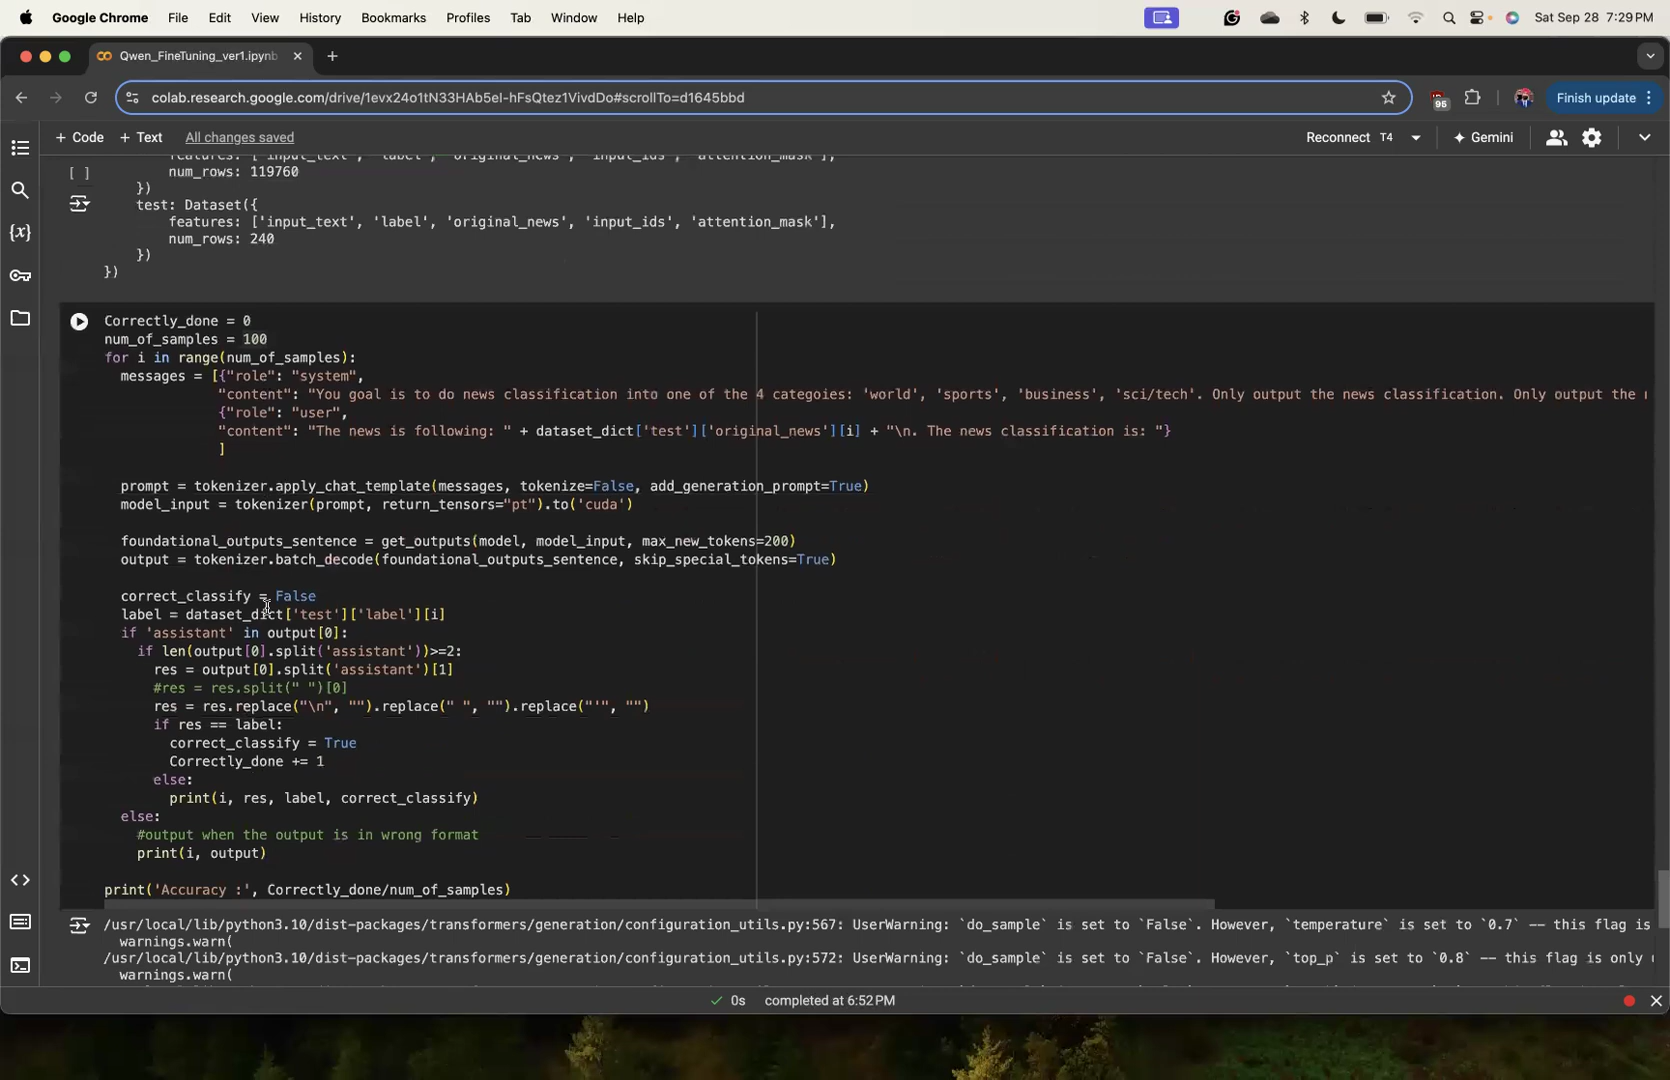 Google Chrome File Edit View History Bookmarks Profiles Tab Window Help Sat Sep 28 7:29 PM
Qwen_FineTuning_ver1.ipynb
colab.research.google.com/drive/1evx24o1tN33HAb5eI-hFsQtez1VivdDo#scrollTo=d1645bbd 95 Finish update
+ Code + Text All changes saved Reconnect T4 Gemini
features: ['input_text', 'label', 'original_news', 'input_ids', 'attention_mask'],
[ ] num_rows: 119760
})
test: Dataset({
features: ['input_text', 'label', 'original_news', 'input_ids', 'attention_mask'],
num_rows: 240
})
})
Correctly_done = 0
num_of_samples = 100
for i in range(num_of_samples):
messages = [{"role": "system",
"content": "You goal is to do news classification into one of the 4 categoies: 'world', 'sports', 'business', 'sci/tech'. Only output the news classification. Only output the
{"role": "user",
"content": "The news is following: " + dataset_dict['test']['original_news'][i] + "\n. The news classification is: "}
]
prompt = tokenizer.apply_chat_template(messages, tokenize=False, add_generation_prompt=True)
model_input = tokenizer(prompt, return_tensors="pt").to('cuda')
foundational_outputs_sentence = get_outputs(model, model_input, max_new_tokens=200)
output = tokenizer.batch_decode(foundational_outputs_sentence, skip_special_tokens=True)
correct_classify = False
label = dataset_dict['test']['label'][i]
if 'assistant' in output[0]:
if len(output[0].split('assistant'))>=2:
res = output[0].split('assistant')[1]
#res = res.split(" ")[0]
res = res.replace("\n", "").replace(" ", "").replace("'", "")
if res == label:
correct_classify = True
Correctly_done += 1
else:
print(i, res, label, correct_classify)
else:
#output when the output is in wrong format
print(i, output)
print('Accuracy :', Correctly_done/num_of_samples)
/usr/local/lib/python3.10/dist-packages/transformers/generation/configuration_utils.py:567: UserWarning: `do_sample` is set to `False`. However, `temperature` is set to `0.7` -- this flag is
warnings.warn(
/usr/local/lib/python3.10/dist-packages/transformers/generation/configuration_utils.py:572: UserWarning: `do_sample` is set to `False`. However, `top_p` is set to `0.8` -- this flag is only
warnings.warn(
0s completed at 6:52 PM